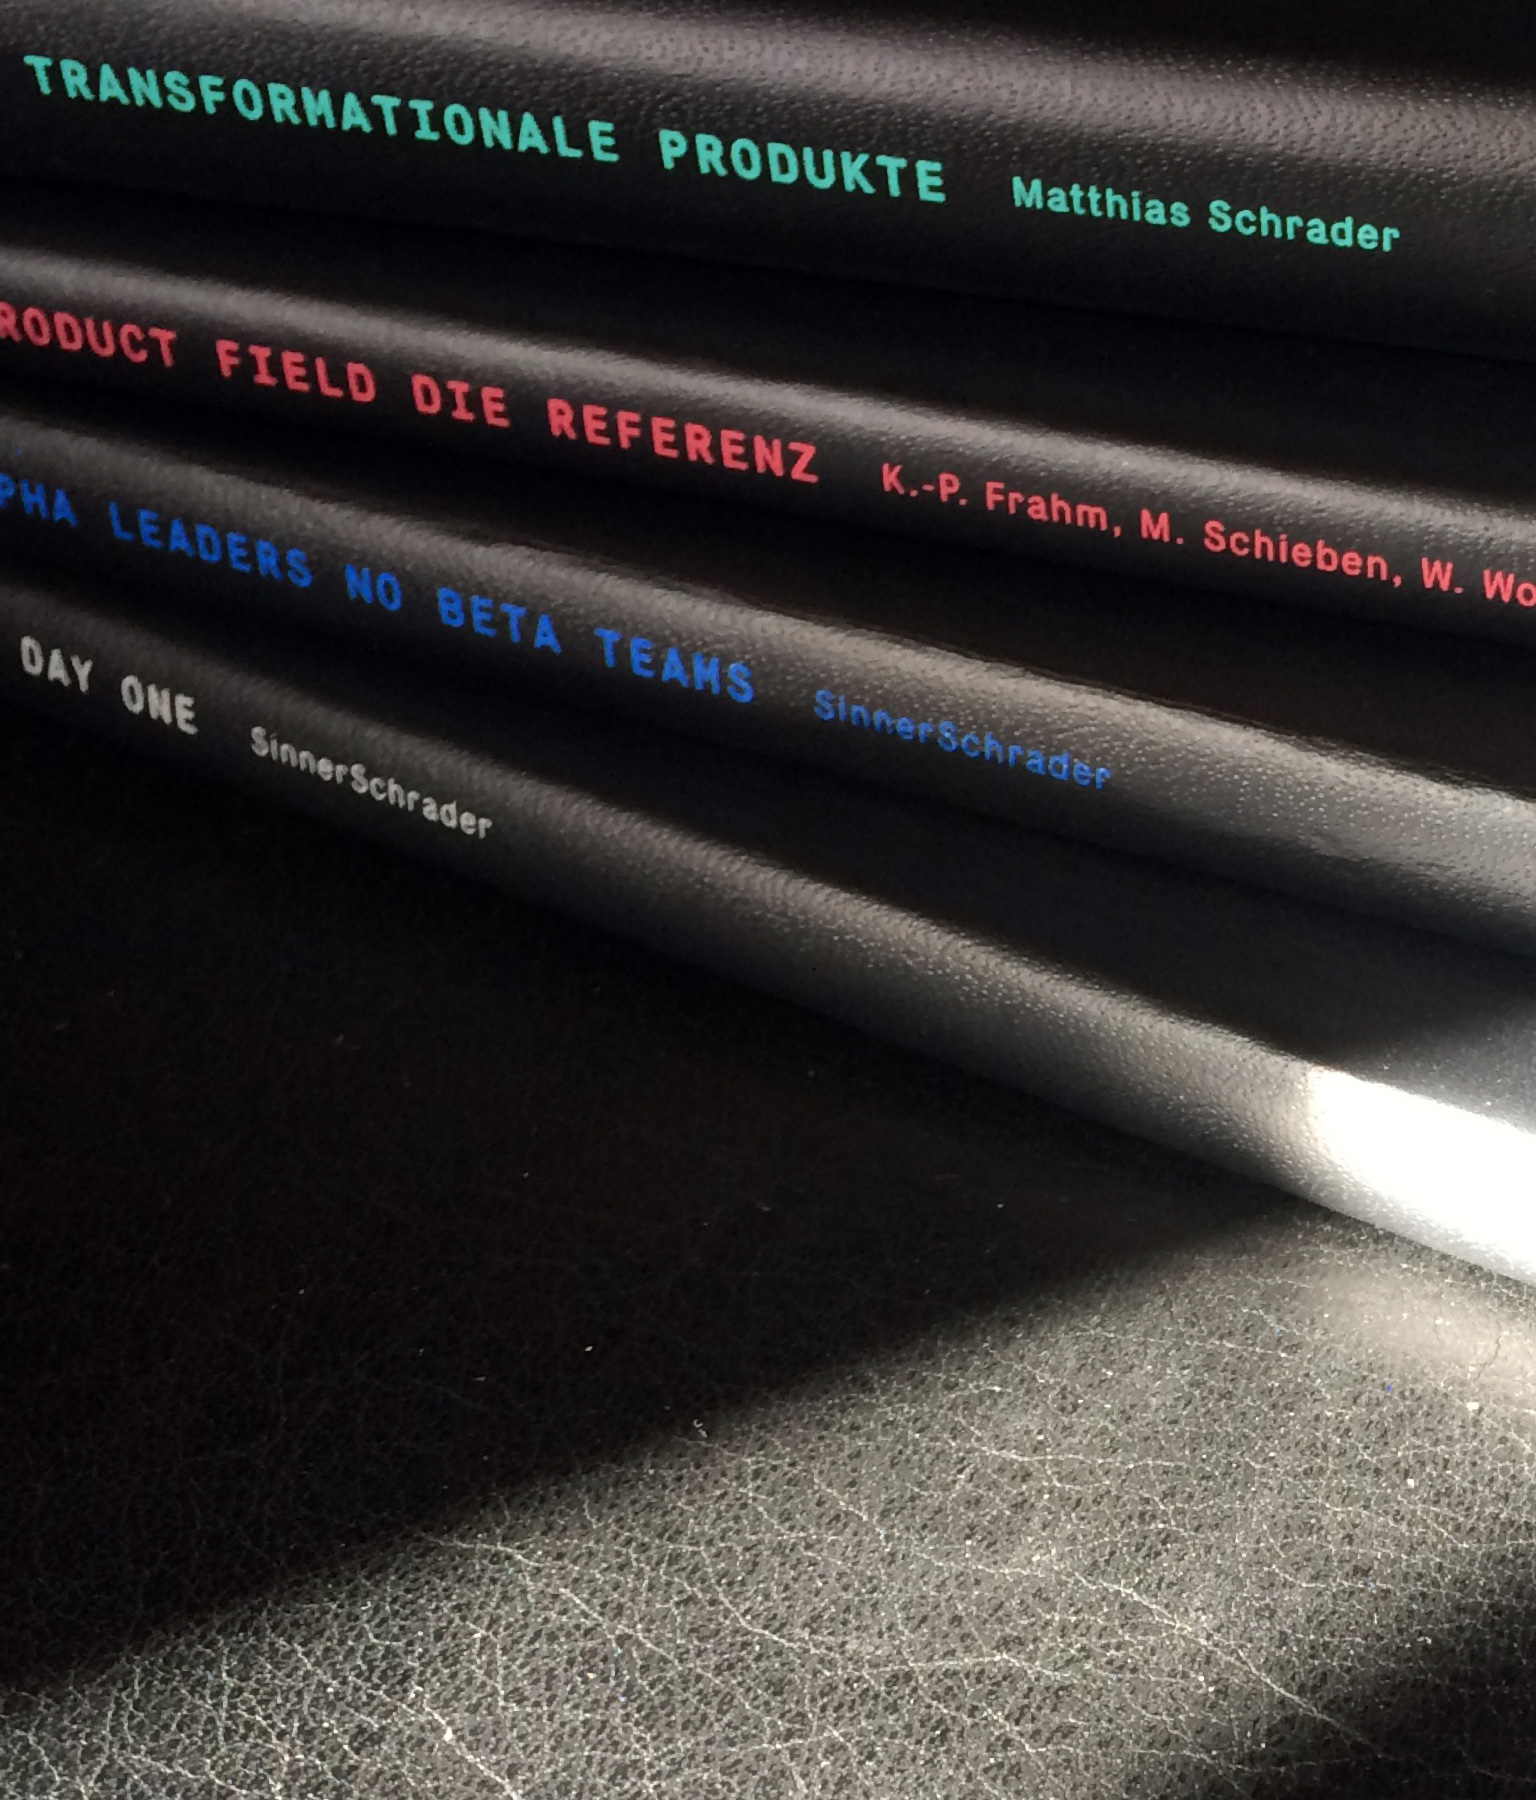 TRANSFORMATIONALE PRODUKTE Matthias Schrader
RODUCT FIELD DIE REFERENZ K.-P. Frahm, M. Schieben, W. Wo
PHA LEADERS NO BETA TEAMS SinnerSchrader
DAY ONE SinnerSchrader